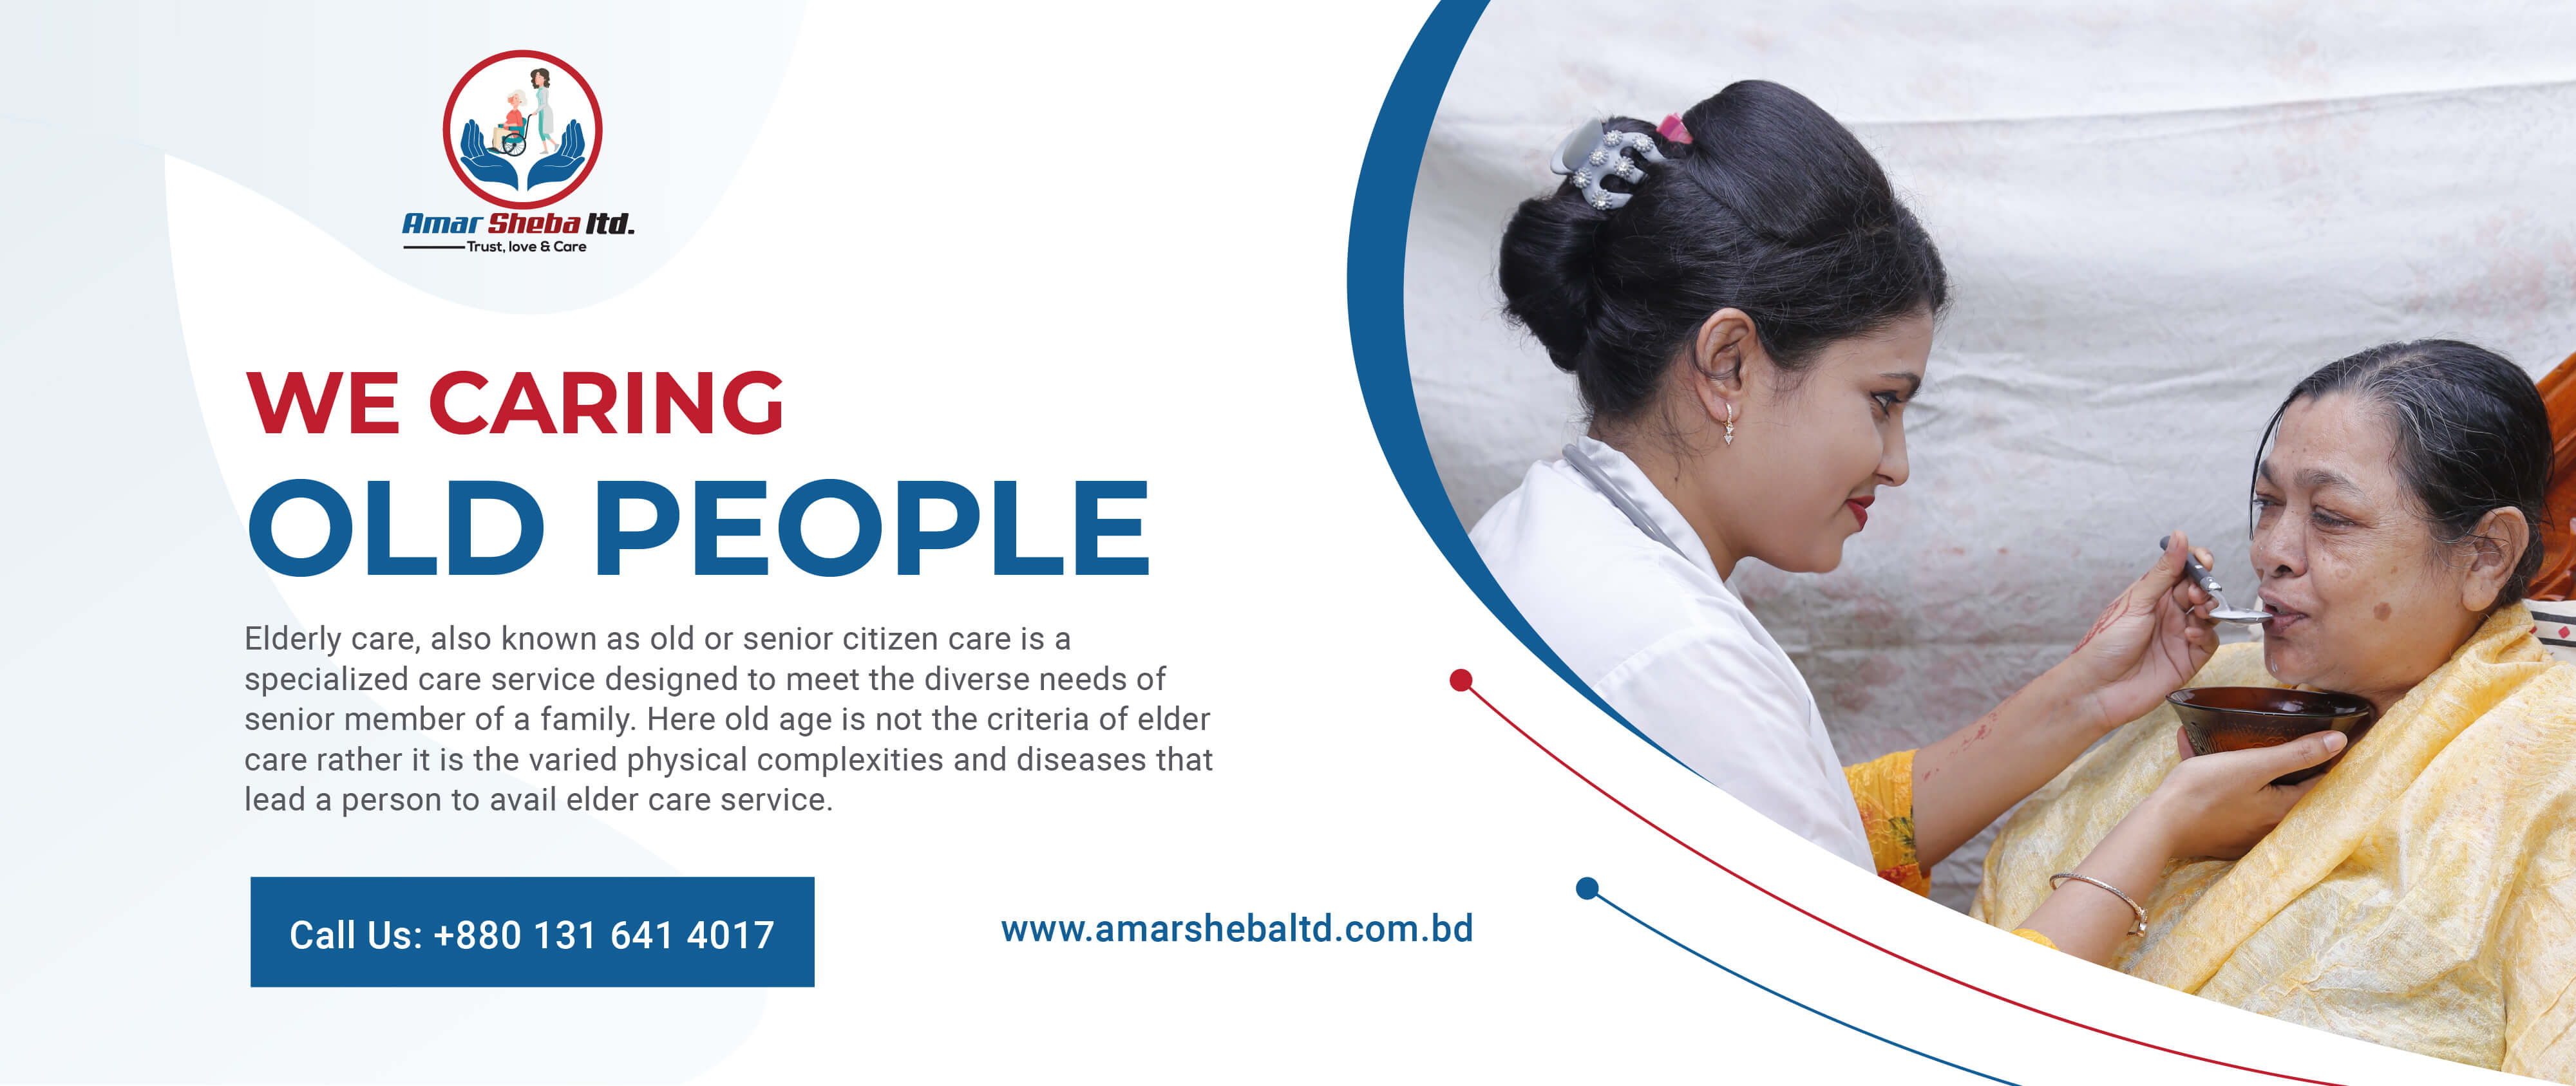 Amar Sheba ltd.
Trust, love & Care
WE CARING
OLD PEOPLE
Elderly care, also known as old or senior citizen care is a
specialized care service designed to meet the diverse needs of
senior member of a family. Here old age is not the criteria of elder
care rather it is the varied physical complexities and diseases that
lead a person to avail elder care service.
Call Us: +880 131 641 4017
www.amarshebaltd.com.bd